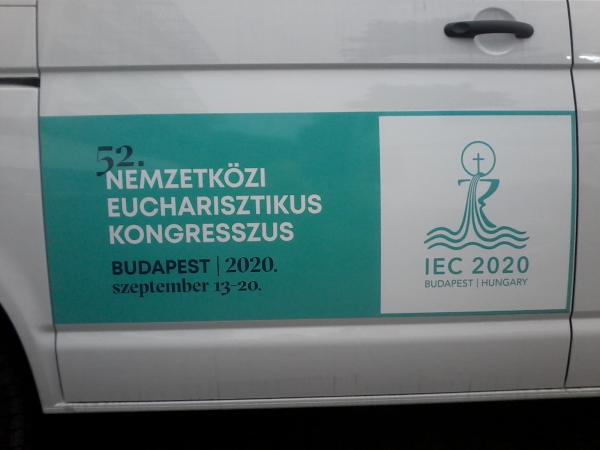 52.
NEMZETKÖZI
EUCHARISZTIKUS
KONGRESSZUS
BUDAPEST | 2020.
szeptember 13-20.
IEC 2020
BUDAPEST | HUNGARY